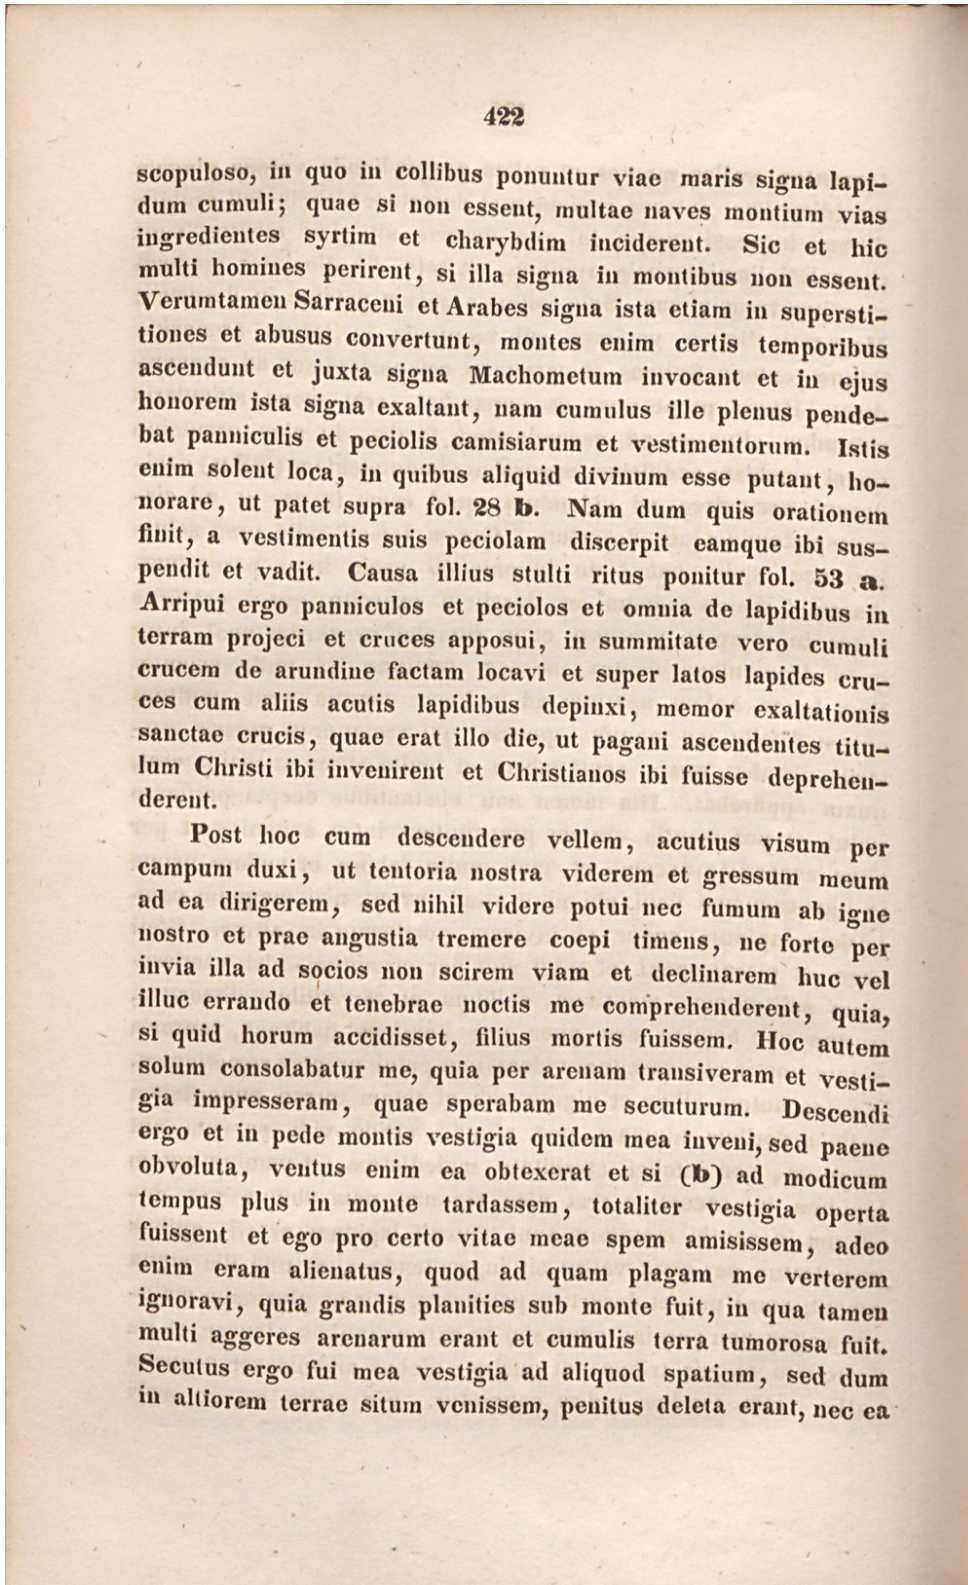 422
scopuloso, in quo in collibus ponuntur viae maris signa lapi-
dum cumuli; quae si non essent, multae naves montium vias
ingredientes syrtim et charybdim inciderent. Sic et hic
multi homines perirent, si illa signa in montibus non essent.
Verumtamen Sarraceni et Arabes signa ista etiam in supersti-
tiones et abusus convertunt, montes enim certis temporibus
ascendunt et juxta signa Machometum invocant et in ejus
honorem ista signa exaltant, nam cumulus ille plenus pende-
bat panniculis et peciolis camisiarum et vestimentorum. Istis
enim solent loca, in quibus aliquid divinum esse putant, ho-
norare, ut patet supra fol. 28 b. Nam dum quis orationem
finit, a vestimentis suis peciolam discerpit eamque ibi sus-
pendit et vadit. Causa illius stulti ritus ponitur fol. 53 a.
Arripui ergo panniculos et peciolos et omnia de lapidibus in
terram projeci et cruces apposui, in summitate vero cumuli
crucem de arundine factam locavi et super latos lapides cru-
ces cum aliis acutis lapidibus depinxi, memor exaltationis
sanctae crucis, quae erat illo die, ut pagani ascendentes titu-
lum Christi ibi invenirent et Christianos ibi fuisse deprehen-
derent.
Post hoc cum descendere vellem, acutius visum per
campum duxi, ut tentoria nostra viderem et gressum meum
ad ea dirigerem, sed nihil videre potui nec fumum ab igne
nostro et prae angustia tremere coepi timens, ne forte per
invia illa ad socios non scirem viam et declinarem huc vel
illuc errando et tenebrae noctis me comprehenderent, quia,
si quid horum accidisset, filius mortis fuissem. Hoc autem
solum consolabatur me, quia per arenam transiveram et vesti-
gia impresseram, quae sperabam me secuturum. Descendi
ergo et in pede montis vestigia quidem mea inveni, sed paene
obvoluta, ventus enim ea obtexerat et si (b) ad modicum
tempus plus in monte tardassem, totaliter vestigia operta
fuissent et ego pro certo vitae meae spem amisissem, adeo
enim eram alienatus, quod ad quam plagam me verterem
ignoravi, quia grandis planities sub monte fuit, in qua tamen
multi aggeres arenarum erant et cumulis terra tumorosa fuit.
Secutus ergo fui mea vestigia ad aliquod spatium, sed dum
in altiorem terrae situm venissem, penitus deleta erant, nec ea